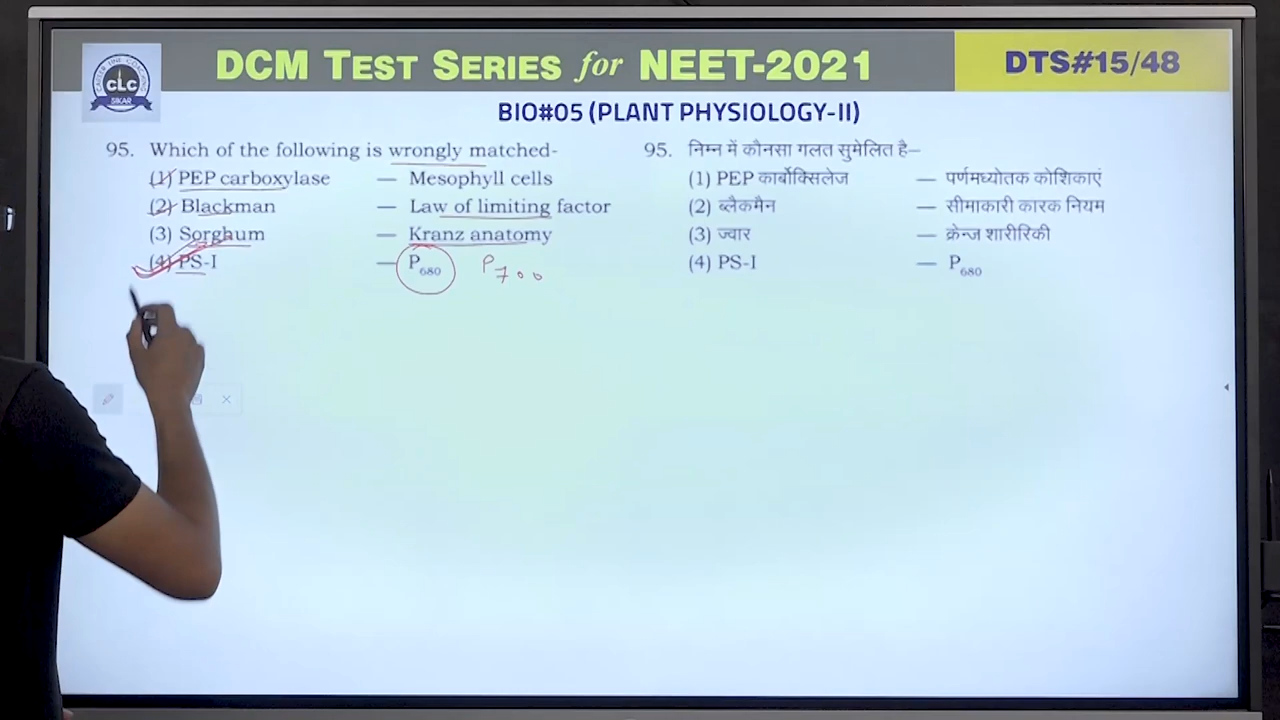 DCM TEST SERIES for NEET-2021
DTS#15/48
CLC
SIKAR
BIO#05 (PLANT PHYSIOLOGY-II)
95. Which of the following is wrongly matched-
(1) PEP carboxylase — Mesophyll cells
(2) Blackman — Law of limiting factor
(3) Sorghum — Kranz anatomy
(4) PS-I — P680 P700
95. निम्न में कौनसा गलत सुमेलित है–
(1) PEP कार्बोक्सिलेज — पर्णमध्योतक कोशिकाएं
(2) ब्लैकमैन — सीमाकारी कारक नियम
(3) ज्वार — क्रेन्ज शारीरिकी
(4) PS-I — P680